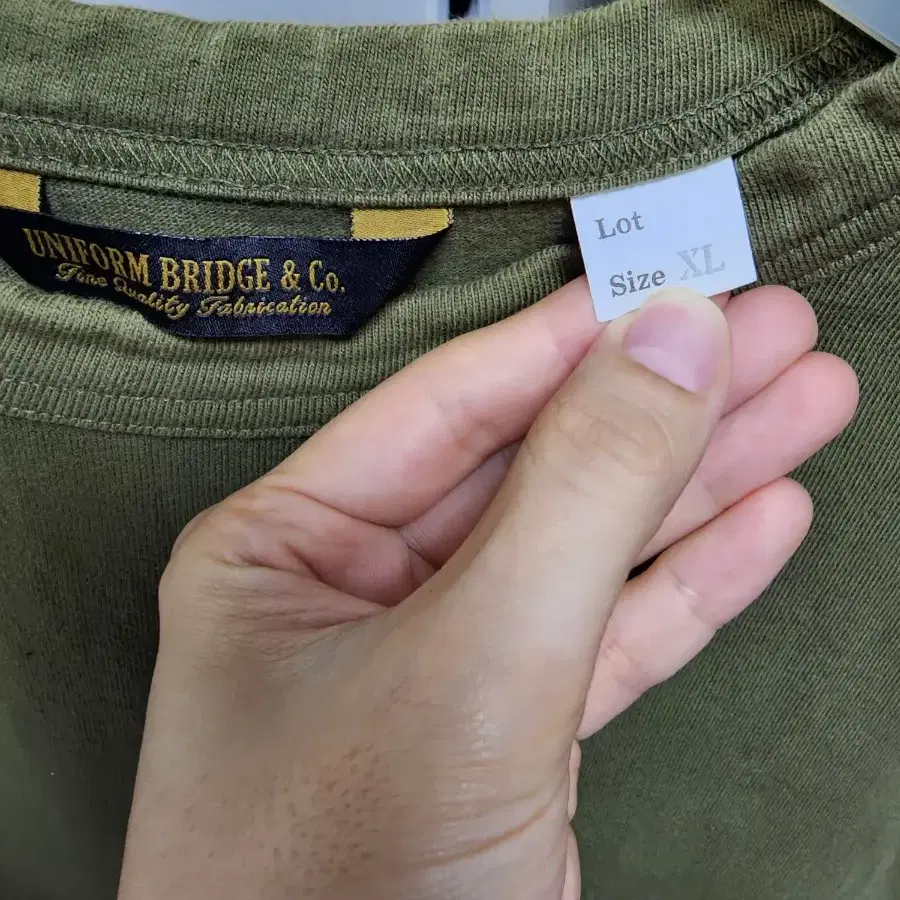 UNIFORM BRIDGE & Co.
Fine Quality Fabrication
Lot
Size XL